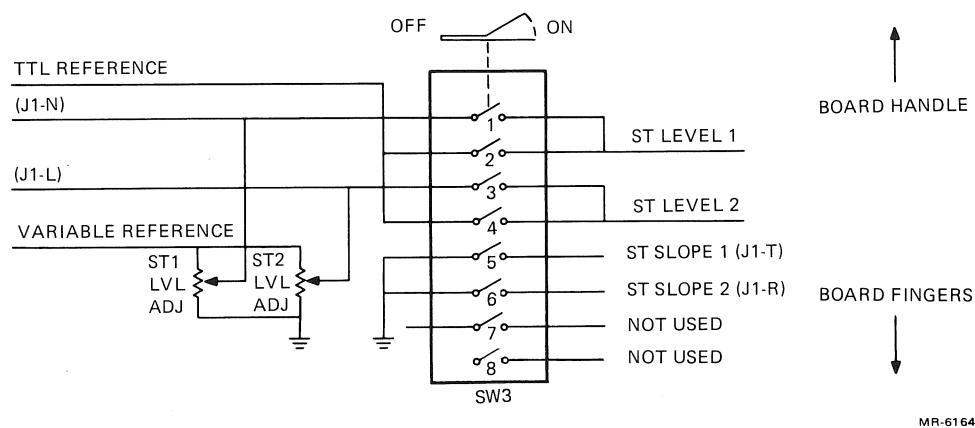 OFF
ON
TTL REFERENCE
(J1-N)
BOARD HANDLE
1
ST LEVEL 1
2
(J1-L)
3
ST LEVEL 2
4
VARIABLE REFERENCE
ST1
LVL
ADJ
ST2
LVL
ADJ
5
ST SLOPE 1 (J1-T)
6
ST SLOPE 2 (J1-R)
BOARD FINGERS
7
NOT USED
8
NOT USED
SW3
MR-6164